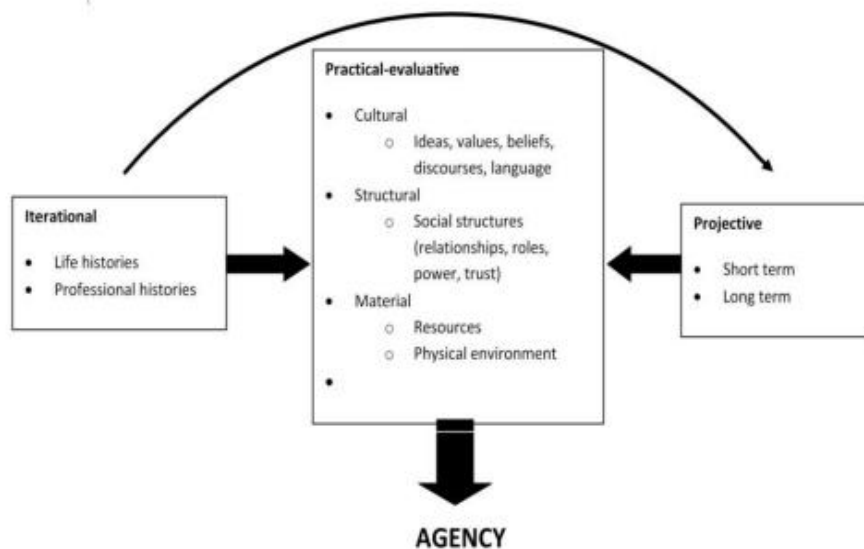 Practical-evaluative
• Cultural
o Ideas, values, beliefs,
discourses, language
• Structural
o Social structures
(relationships, roles,
power, trust)
• Material
o Resources
o Physical environment
•
Iterational
• Life histories
• Professional histories
Projective
• Short term
• Long term
AGENCY